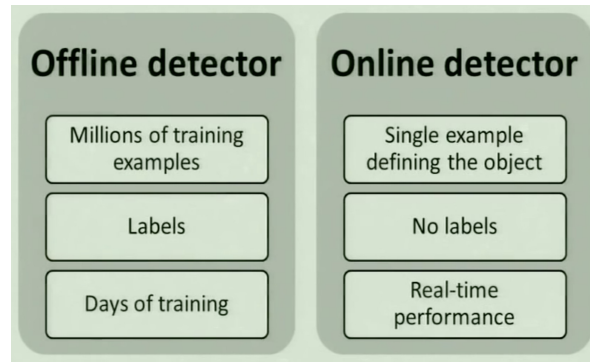 Offline detector
Millions of training
examples
Labels
Days of training
Online detector
Single example
defining the object
No labels
Real-time
performance